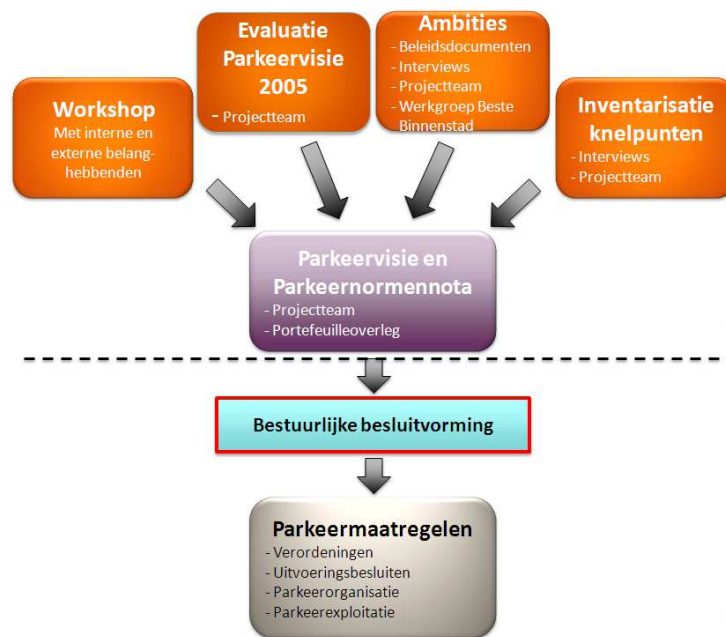 Workshop
Met interne en
externe belang-
hebbenden
Evaluatie
Parkeervisie
2005
- Projectteam
Ambities
- Beleidsdocumenten
- Interviews
- Projectteam
- Werkgroep Beste
Binnenstad
Inventarisatie
knelpunten
- Interviews
- Projectteam
Parkeervisie en
Parkeernormennota
- Projectteam
- Portefeuilleoverleg
Bestuurlijke besluitvorming
Parkeermaatregelen
- Verordeningen
- Uitvoeringsbesluiten
- Parkeerorganisatie
- Parkeerexploitatie